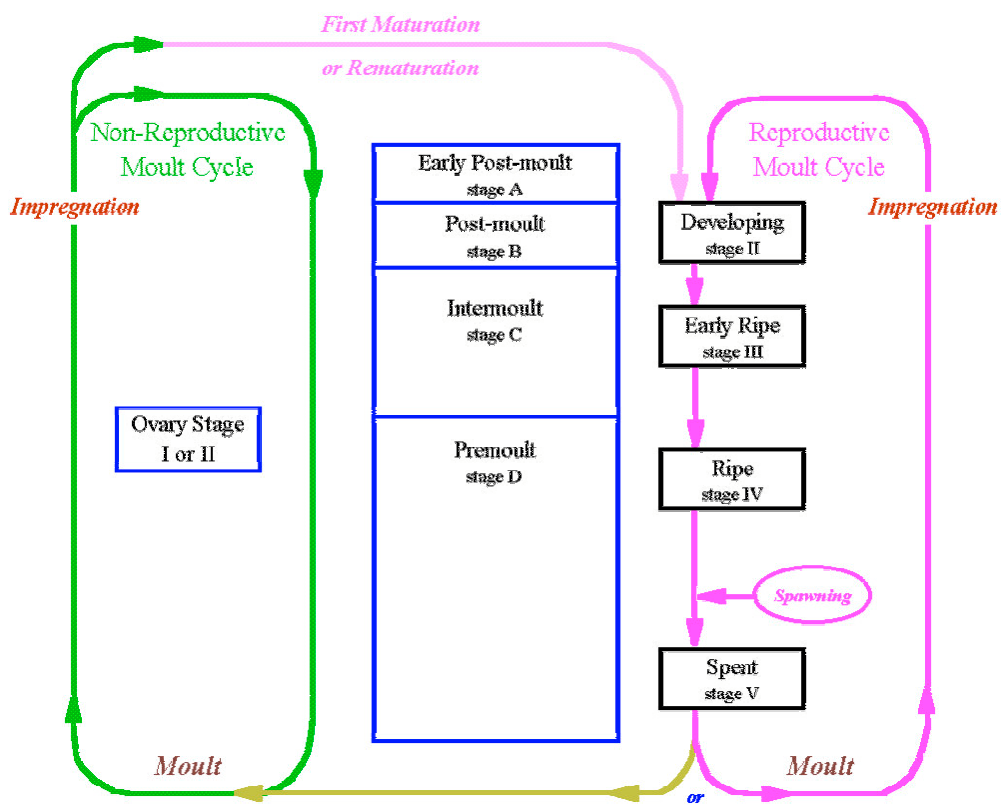 First Maturation
or Rematuration
Non-Reproductive
Moult Cycle
Impregnation
Ovary Stage
I or II
Moult
Early Post-moult
stage A
Post-moult
stage B
Intermoult
stage C
Premoult
stage D
Reproductive
Moult Cycle
Impregnation
Developing
stage II
Early Ripe
stage III
Ripe
stage IV
Spawning
Spent
stage V
Moult
or